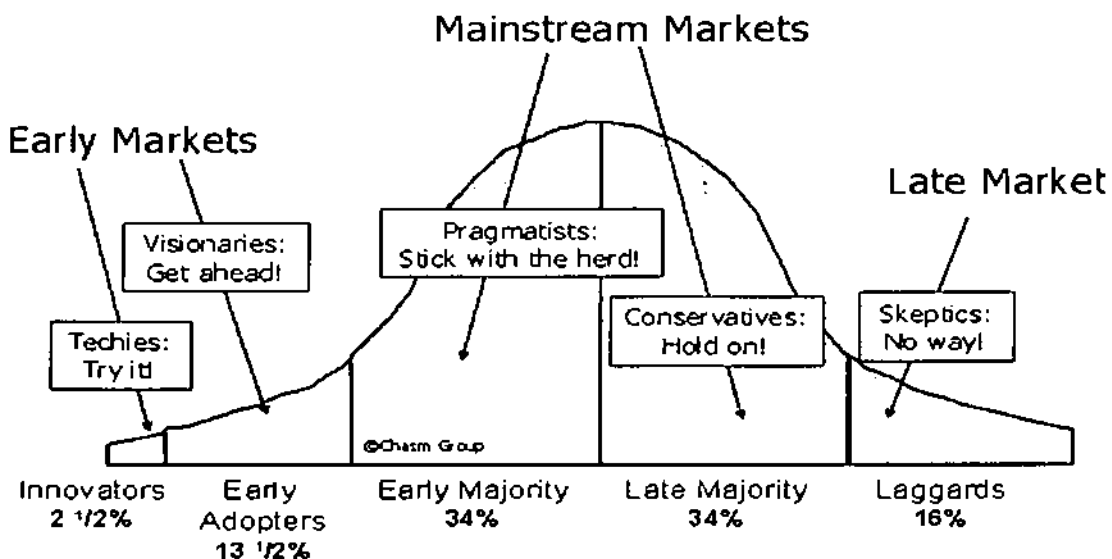 Mainstream Markets
Early Markets
Late Market
Visionaries:
Get ahead!
Pragmatists:
Stick with the herd!
Techies:
Try it!
Conservatives:
Hold on!
Skeptics:
No way!
©Chasm Group
Innovators
2 1/2%
Early
Adopters
13 1/2%
Early Majority
34%
Late Majority
34%
Laggards
16%